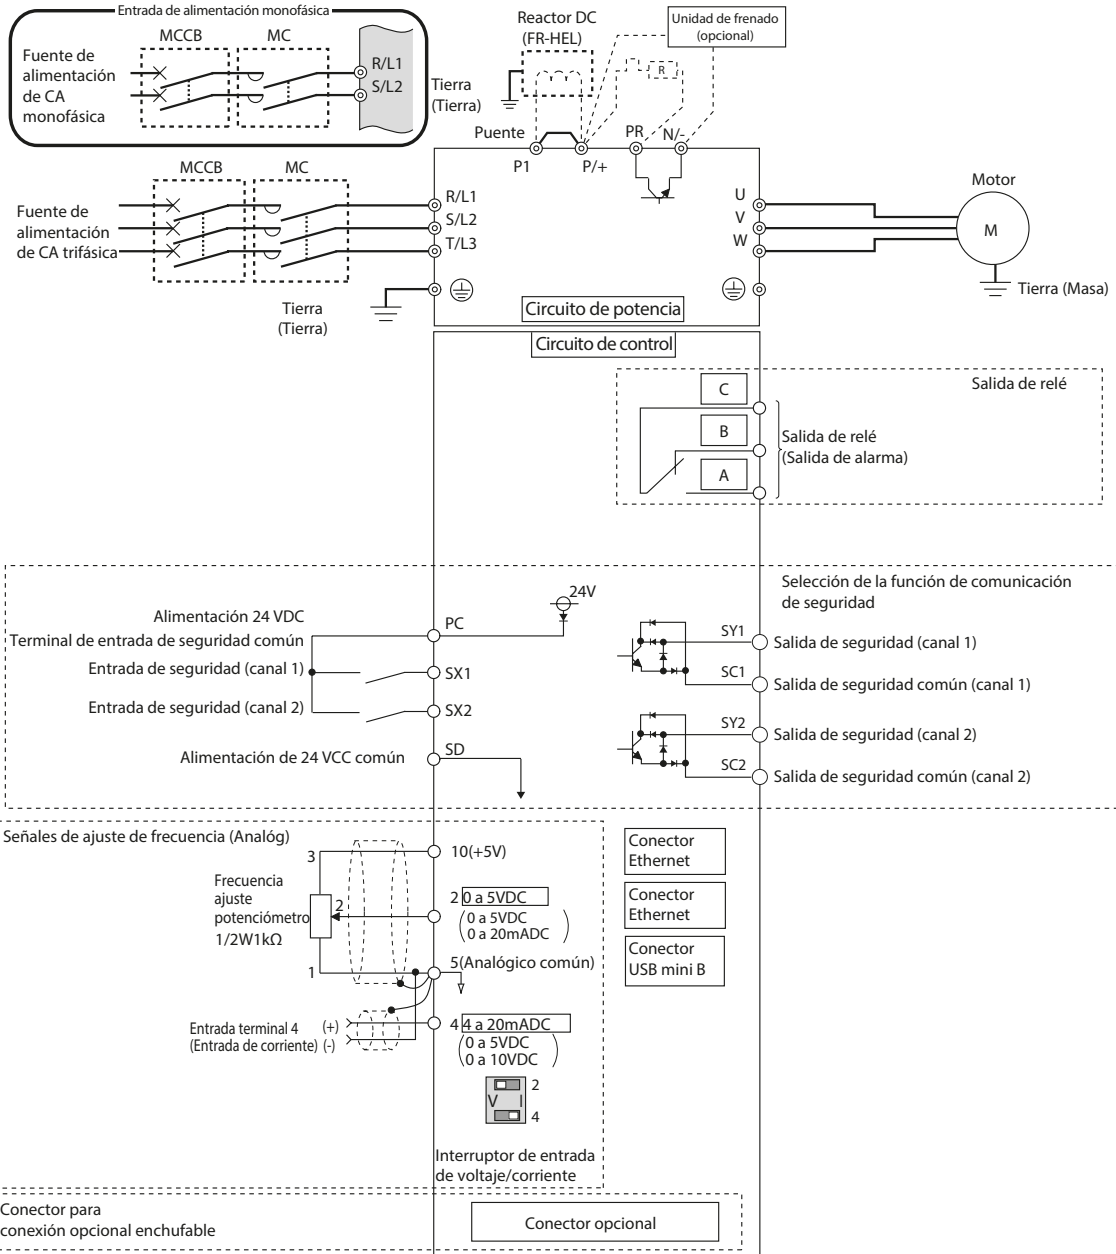 Entrada de alimentación monofásica
MCCB
MC
Fuente de
alimentación
de CA
monofásica
R/L1
S/L2
Tierra
(Tierra)
Reactor DC
(FR-HEL)
Unidad de frenado
(opcional)
R
Puente
PR
N/-
P1
P/+
MCCB
MC
Fuente de
alimentación
de CA trifásica
R/L1
S/L2
T/L3
U
V
W
Motor
M
Tierra (Masa)
Tierra
(Tierra)
Circuito de potencia
Circuito de control
Salida de relé
C
B
A
Salida de relé
(Salida de alarma)
Selección de la función de comunicación
de seguridad
24V
Alimentación 24 VDC
PC
Terminal de entrada de seguridad común
Entrada de seguridad (canal 1)
SX1
Entrada de seguridad (canal 2)
SX2
Alimentación de 24 VCC común
SD
SY1
Salida de seguridad (canal 1)
SC1
Salida de seguridad común (canal 1)
SY2
Salida de seguridad (canal 2)
SC2
Salida de seguridad común (canal 2)
Señales de ajuste de frecuencia (Analóg)
3
10(+5V)
Frecuencia
ajuste
potenciómetro
1/2W1kΩ
2
2 0 a 5VDC
(0 a 5VDC
0 a 20mADC)
1
5(Analógico común)
Entrada terminal 4 (+)
(Entrada de corriente) (-)
4 4 a 20mADC
(0 a 5VDC
0 a 10VDC)
2
V I
4
Interruptor de entrada
de voltaje/corriente
Conector
Ethernet
Conector
Ethernet
Conector
USB mini B
Conector para
conexión opcional enchufable
Conector opcional